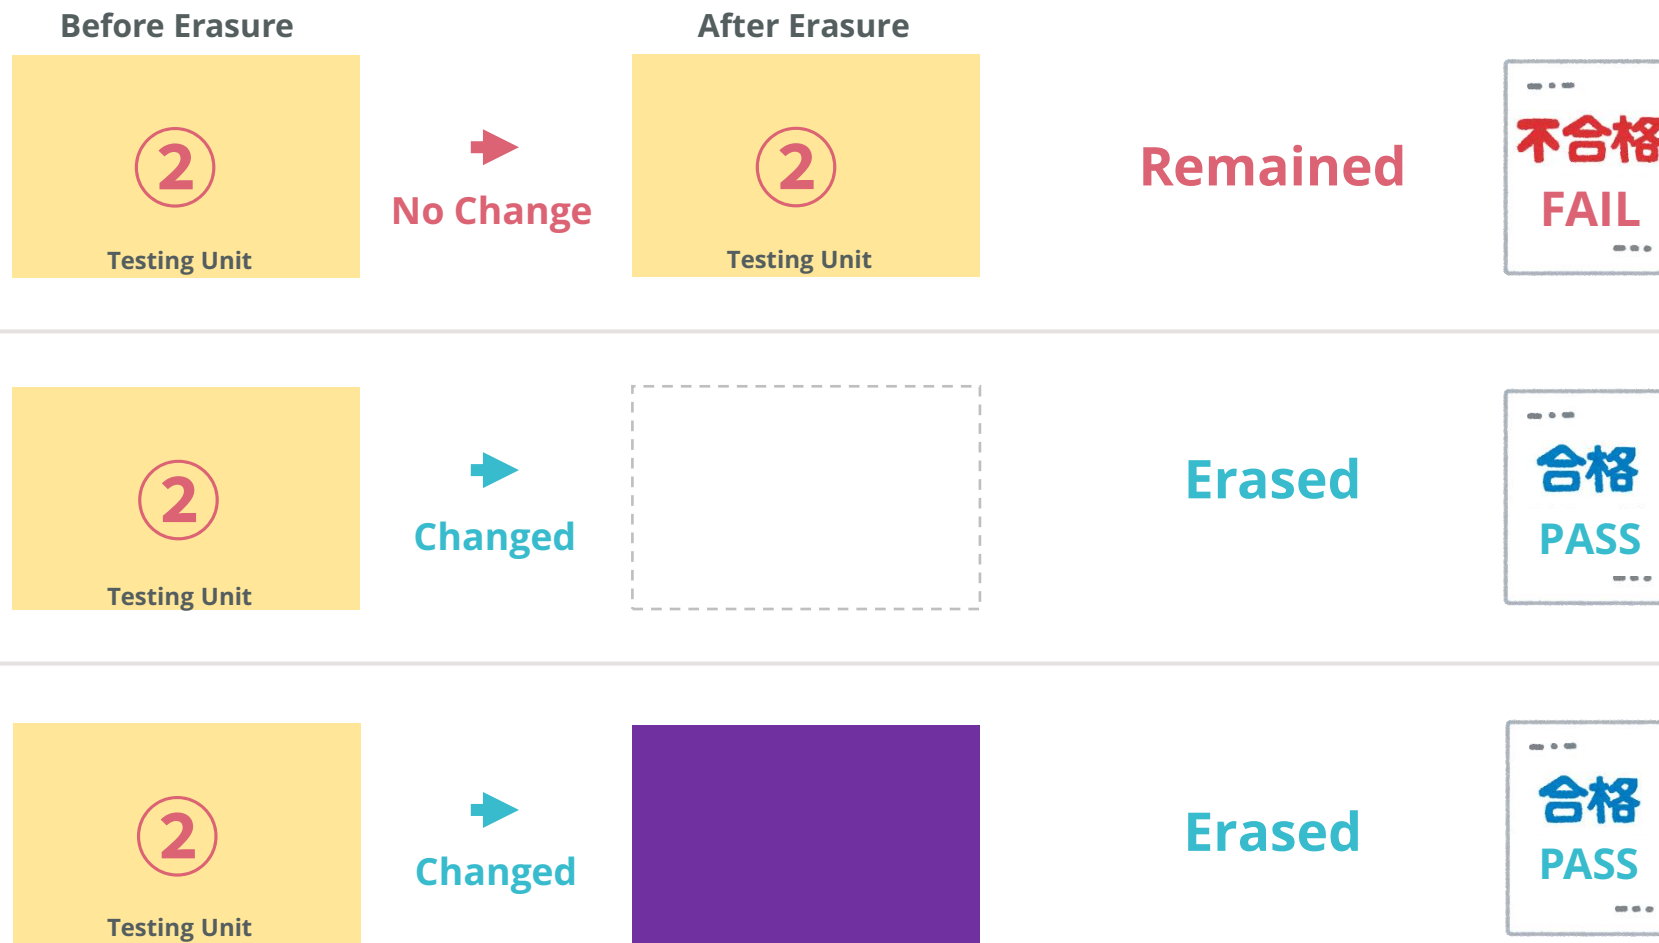 Before Erasure
After Erasure
2
Testing Unit
No Change
2
Testing Unit
Remained
不合格
FAIL
2
Testing Unit
Changed
Erased
合格
PASS
2
Testing Unit
Changed
Erased
合格
PASS